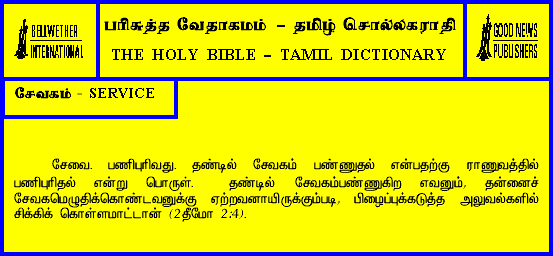 BELLWETHER
INTERNATIONAL
பரிசுத்த வேதாகமம் – தமிழ் சொல்லகராதி
THE HOLY BIBLE – TAMIL DICTIONARY
GOOD NEWS
PUBLISHERS
சேவகம் - SERVICE
சேவை. பணிபுரிவது. தண்டில் சேவகம் பண்ணுதல் என்பதற்கு ராணுவத்தில்
பணிபுரிதல் என்று பொருள். தண்டில் சேவகம்பண்ணுகிற எவனும், தன்னைச்
சேவகமெழுதிக்கொண்டவனுக்கு ஏற்றவனாயிருக்கும்படி, பிழைப்புக்கடுத்த அலுவல்களில்
சிக்கிக் கொள்ளமாட்டான் (2தீமோ 2:4).